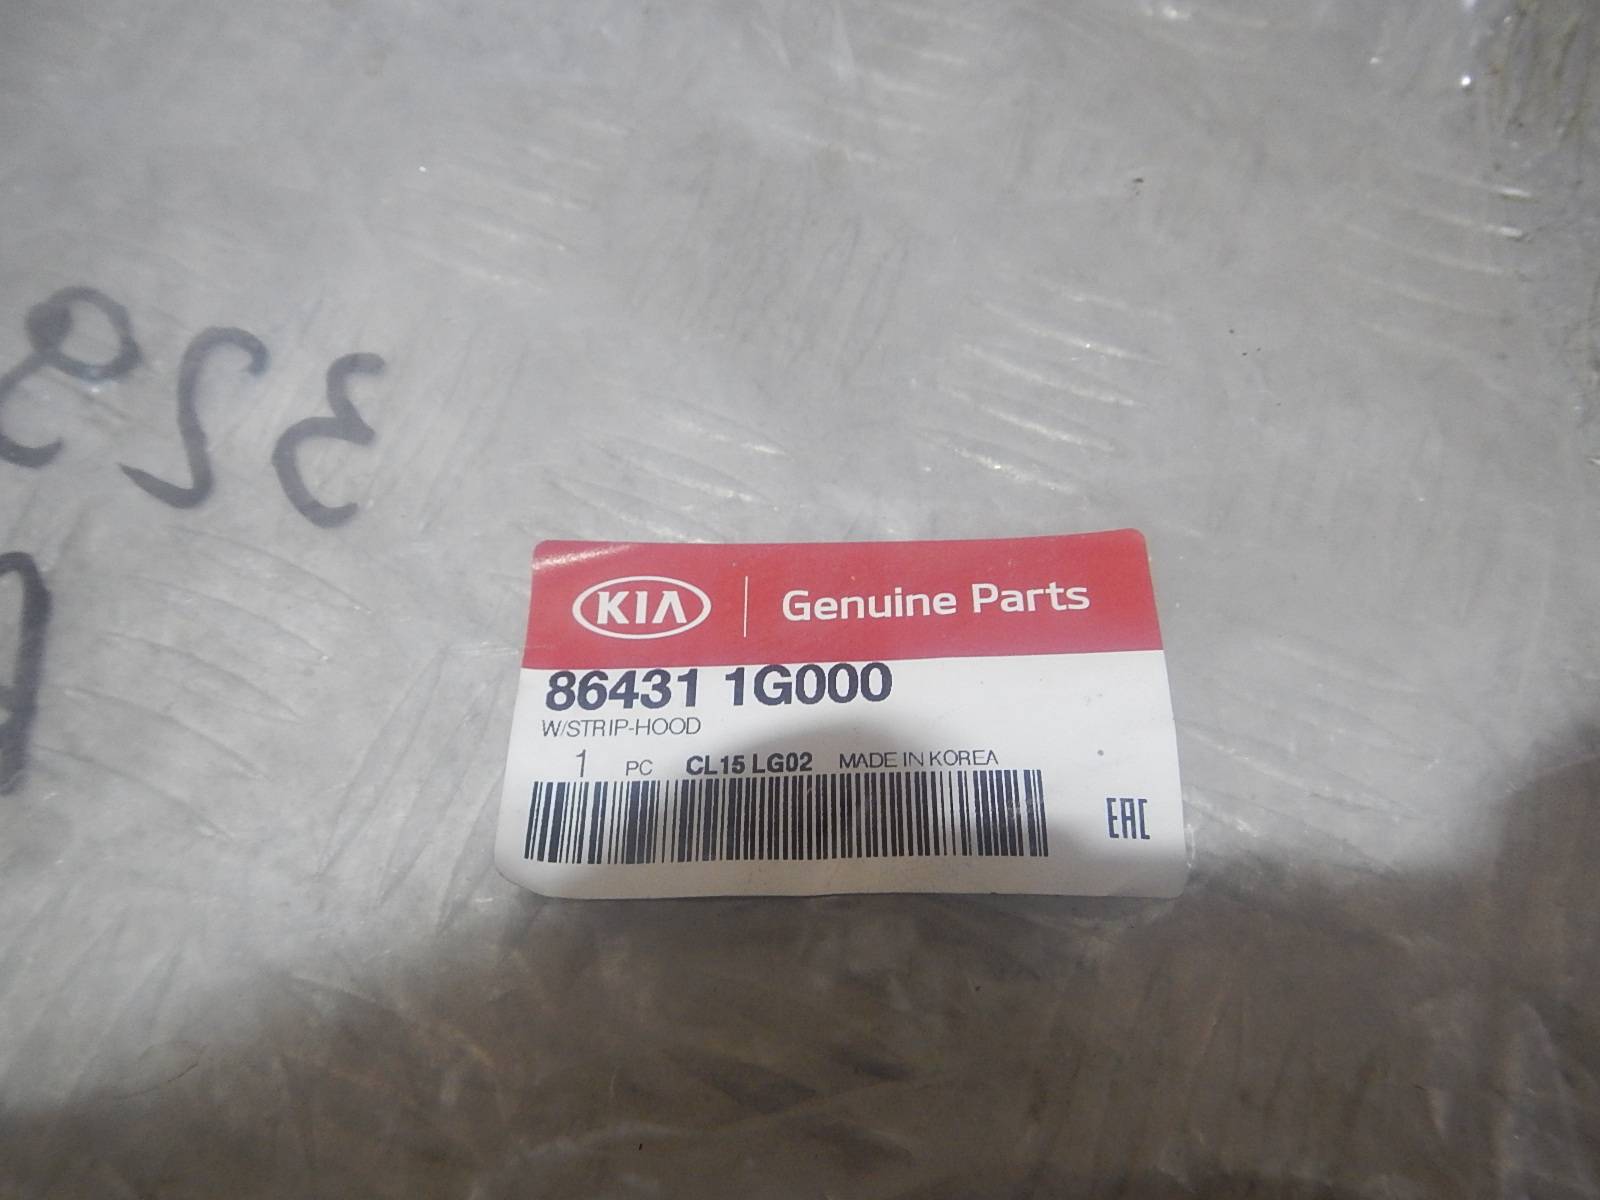 KIA Genuine Parts
86431 1G000
W/STRIP-HOOD
1 PC CL15 LG02 MADE IN KOREA
EAC